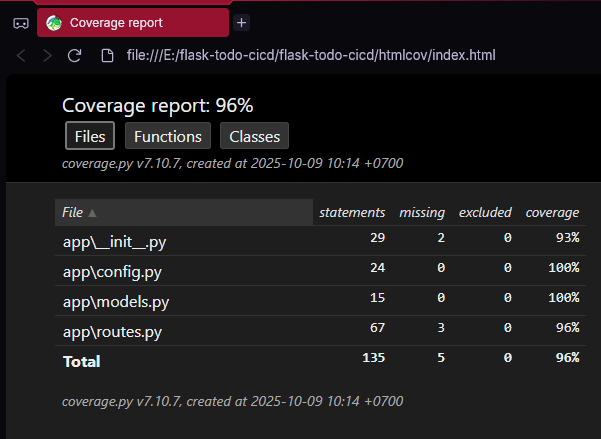 Coverage report
file:///E:/flask-todo-cicd/flask-todo-cicd/htmlcov/index.html
Coverage report: 96%
Files Functions Classes
coverage.py v7.10.7, created at 2025-10-09 10:14 +0700
File ▲ statements missing excluded coverage
app\__init__.py 29 2 0 93%
app\config.py 24 0 0 100%
app\models.py 15 0 0 100%
app\routes.py 67 3 0 96%
Total 135 5 0 96%
coverage.py v7.10.7, created at 2025-10-09 10:14 +0700